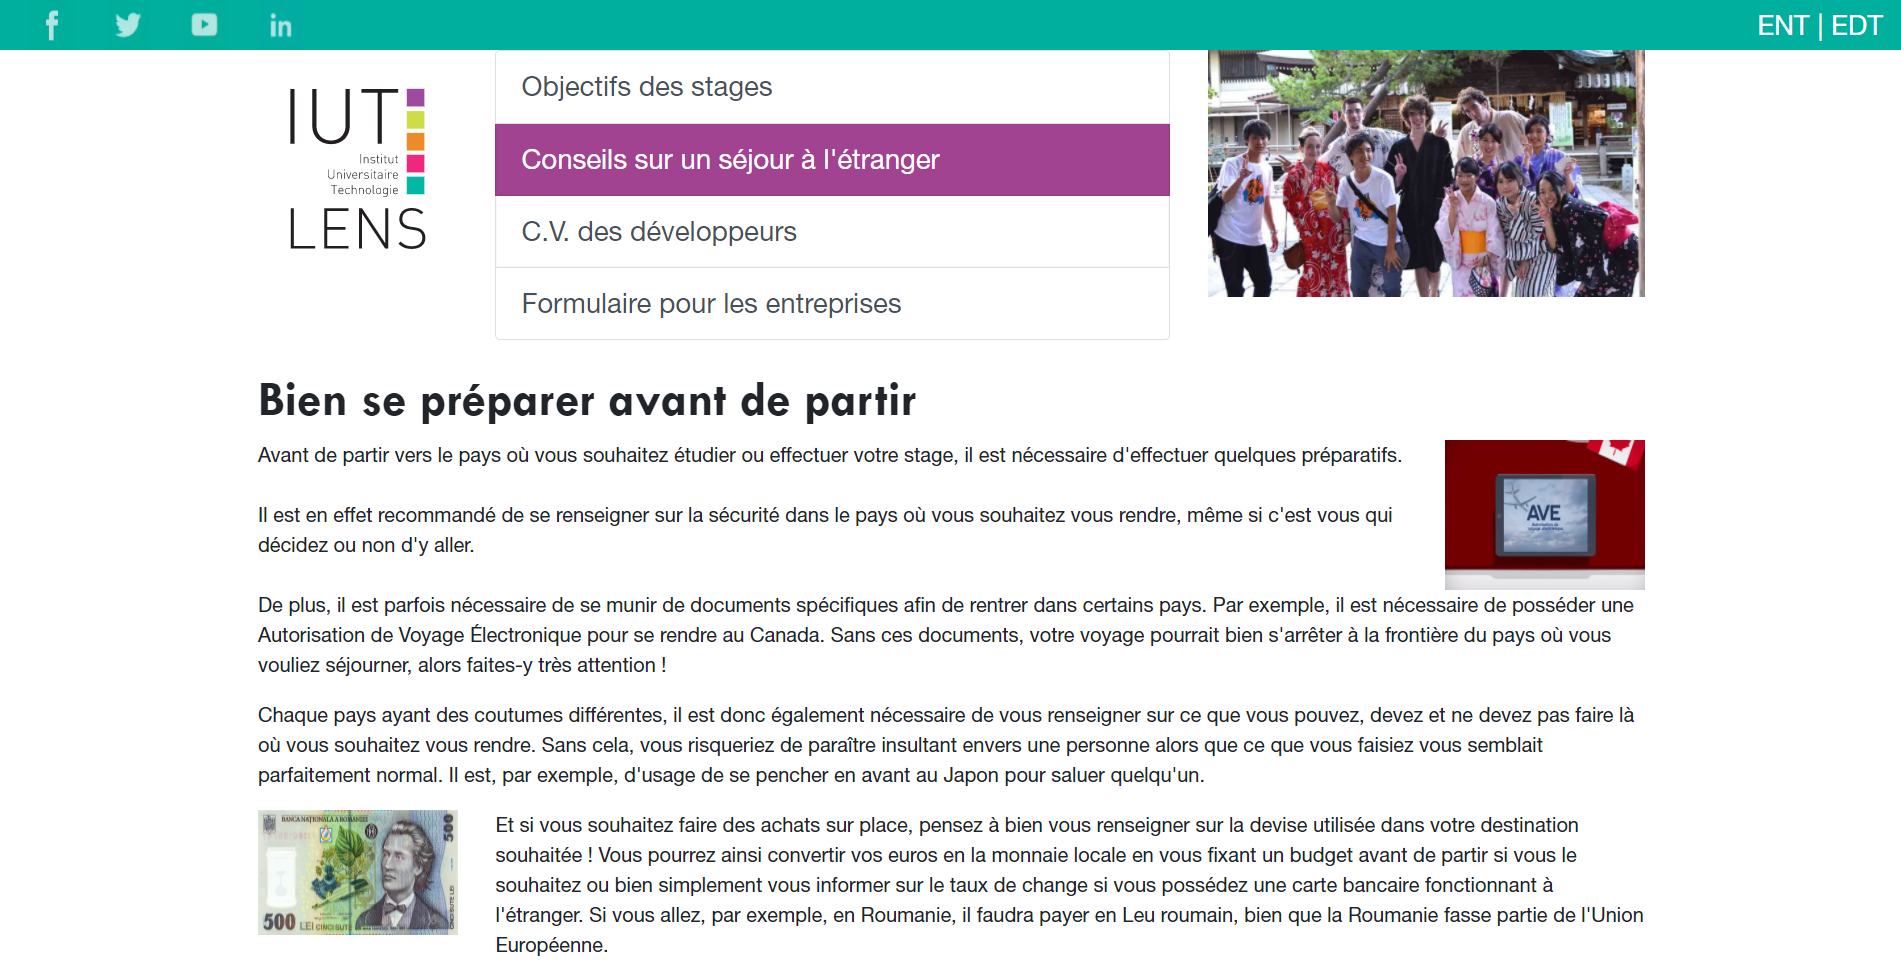 ENT | EDT
IUT
Institut
Universitaire
Technologie
LENS
Objectifs des stages
Conseils sur un séjour à l'étranger
C.V. des développeurs
Formulaire pour les entreprises
Bien se préparer avant de partir
Avant de partir vers le pays où vous souhaitez étudier ou effectuer votre stage, il est nécessaire d'effectuer quelques préparatifs.
Il est en effet recommandé de se renseigner sur la sécurité dans le pays où vous souhaitez vous rendre, même si c'est vous qui
décidez ou non d'y aller.
AVE
Autorisation de
voyage électronique
De plus, il est parfois nécessaire de se munir de documents spécifiques afin de rentrer dans certains pays. Par exemple, il est nécessaire de posséder une
Autorisation de Voyage Électronique pour se rendre au Canada. Sans ces documents, votre voyage pourrait bien s'arrêter à la frontière du pays où vous
vouliez séjourner, alors faites-y très attention !
Chaque pays ayant des coutumes différentes, il est donc également nécessaire de vous renseigner sur ce que vous pouvez, devez et ne devez pas faire là
où vous souhaitez vous rendre. Sans cela, vous risqueriez de paraître insultant envers une personne alors que ce que vous faisiez vous semblait
parfaitement normal. Il est, par exemple, d'usage de se pencher en avant au Japon pour saluer quelqu'un.
BANCA NAȚIONALĂ A ROMÂNIEI
500
500 LEI CINCI SUTE
Et si vous souhaitez faire des achats sur place, pensez à bien vous renseigner sur la devise utilisée dans votre destination
souhaitée ! Vous pourrez ainsi convertir vos euros en la monnaie locale en vous fixant un budget avant de partir si vous le
souhaitez ou bien simplement vous informer sur le taux de change si vous possédez une carte bancaire fonctionnant à
l'étranger. Si vous allez, par exemple, en Roumanie, il faudra payer en Leu roumain, bien que la Roumanie fasse partie de l'Union
Européenne.